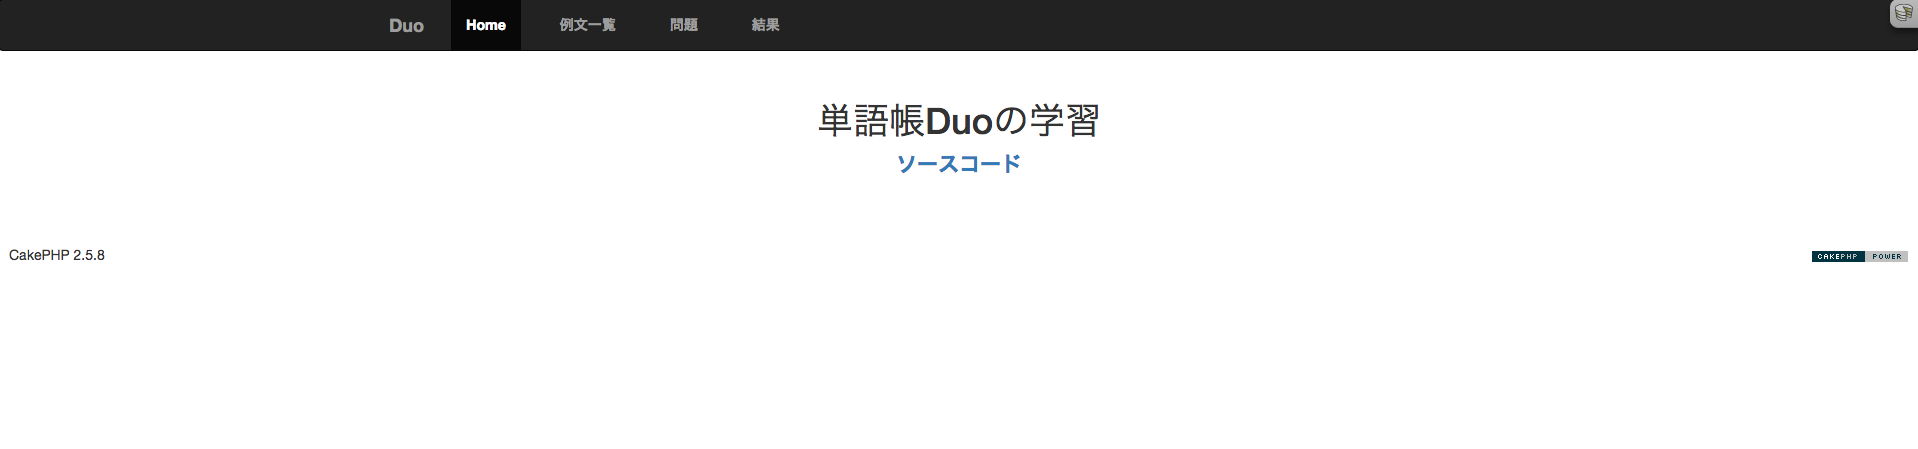 Duo Home 例文一覧 問題 結果
単語帳Duoの学習
ソースコード
CakePHP 2.5.8
CAKEPHP POWER